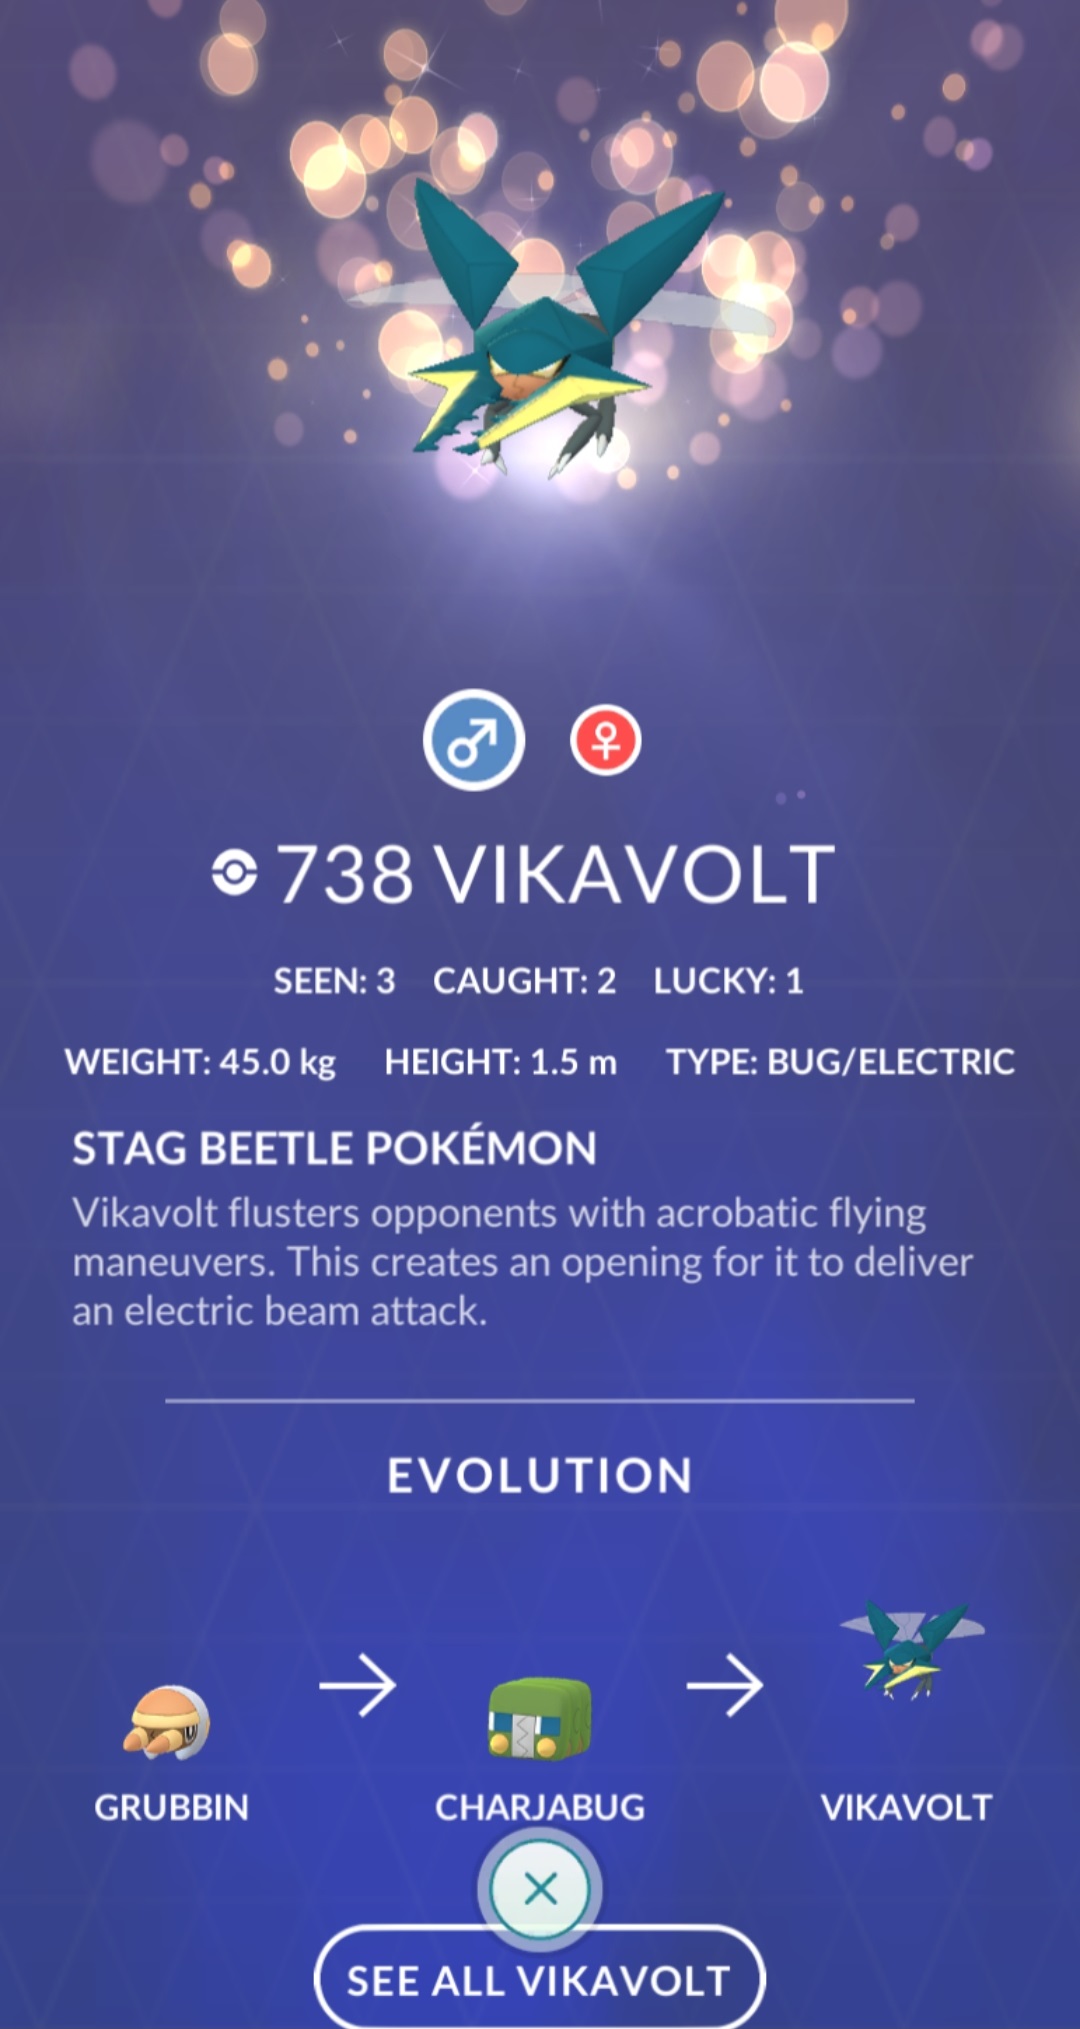 738 VIKAVOLT
SEEN: 3 CAUGHT: 2 LUCKY: 1
WEIGHT: 45.0 kg HEIGHT: 1.5 m TYPE: BUG/ELECTRIC
STAG BEETLE POKÉMON
Vikavolt flusters opponents with acrobatic flying
maneuvers. This creates an opening for it to deliver
an electric beam attack.
EVOLUTION
GRUBBIN CHARJABUG VIKAVOLT
SEE ALL VIKAVOLT